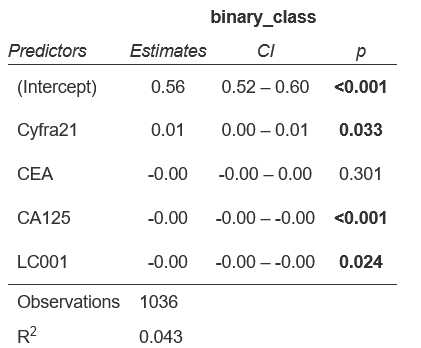 binary_class
Predictors Estimates CI p
(Intercept) 0.56 0.52 – 0.60 <0.001
Cyfra21 0.01 0.00 – 0.01 0.033
CEA -0.00 -0.00 – 0.00 0.301
CA125 -0.00 -0.00 – -0.00 <0.001
LC001 -0.00 -0.00 – -0.00 0.024
Observations 1036
R² 0.043